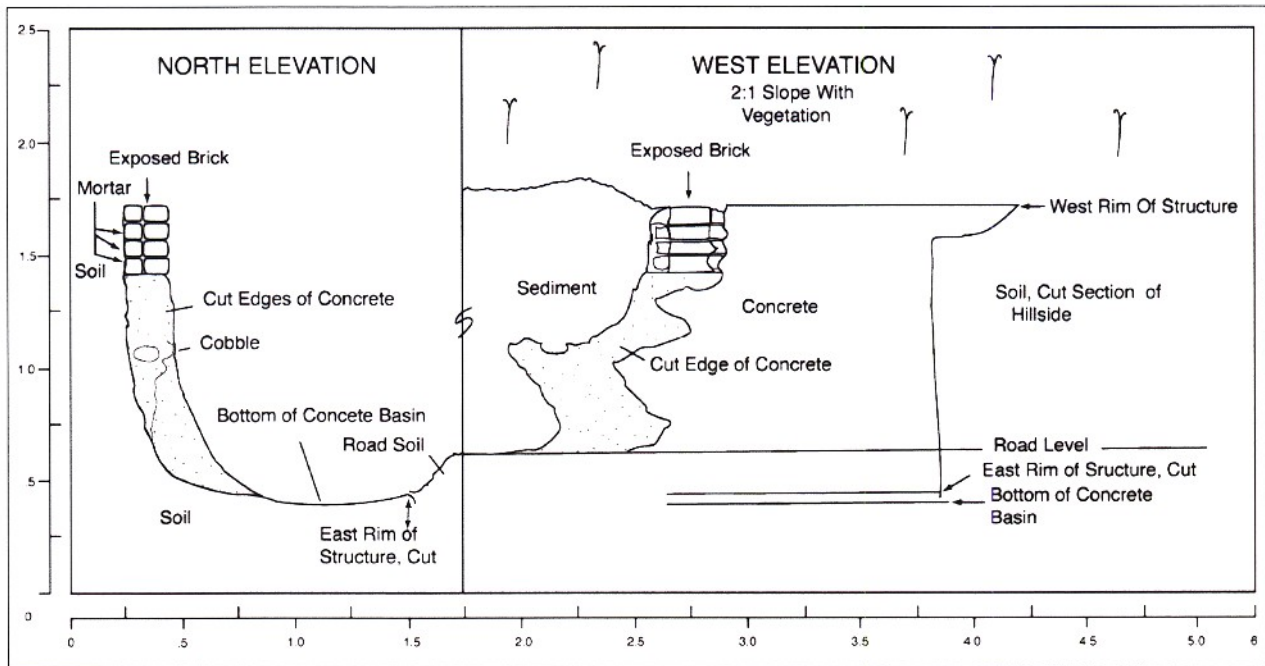 2.5
2.0
1.5
10
5
0
NORTH ELEVATION
Exposed Brick
Mortar
Soil
Cut Edges of Concrete
Cobble
Bottom of Concete Basin
Road Soil
Soil
East Rim of
Structure, Cut
WEST ELEVATION
2:1 Slope With
Vegetation
Exposed Brick
West Rim Of Structure
Sediment
Concrete
Soil, Cut Section of
Hillside
Cut Edge of Concrete
Road Level
East Rim of Sructure, Cut
Bottom of Concrete
Basin
0 .5 1.0 1.5 2.0 2.5 3.0 3.5 40 4.5 5.0 6